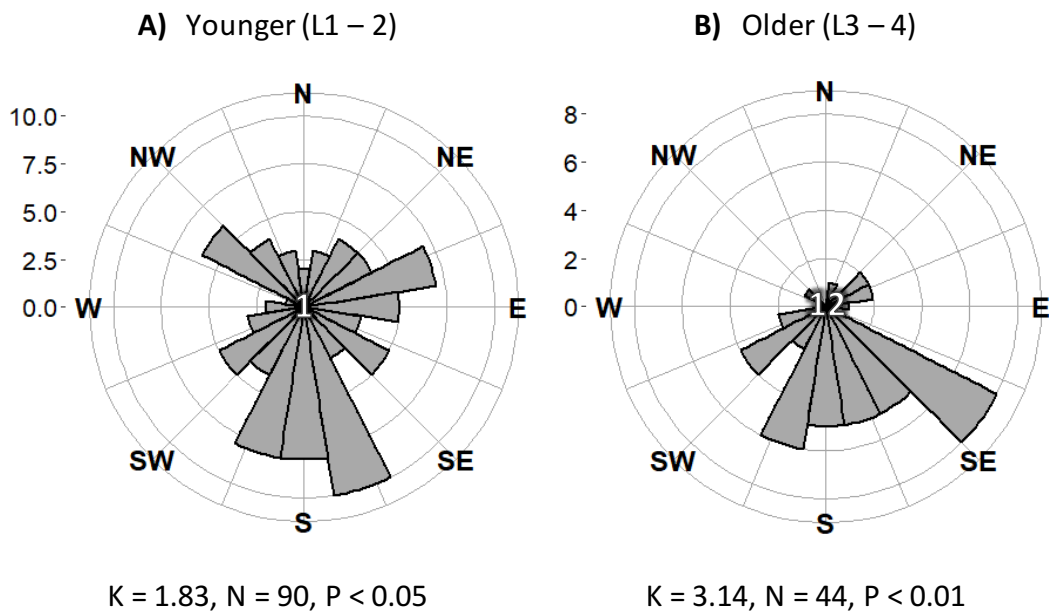 A) Younger (L1 – 2)
N
10.0
NW
NE
7.5
5.0
2.5
W
0.0
1
E
SW
SE
S
K = 1.83, N = 90, P < 0.05
B) Older (L3 – 4)
N
8
NW
NE
6
4
2
W
0
12
E
SW
SE
S
K = 3.14, N = 44, P < 0.01